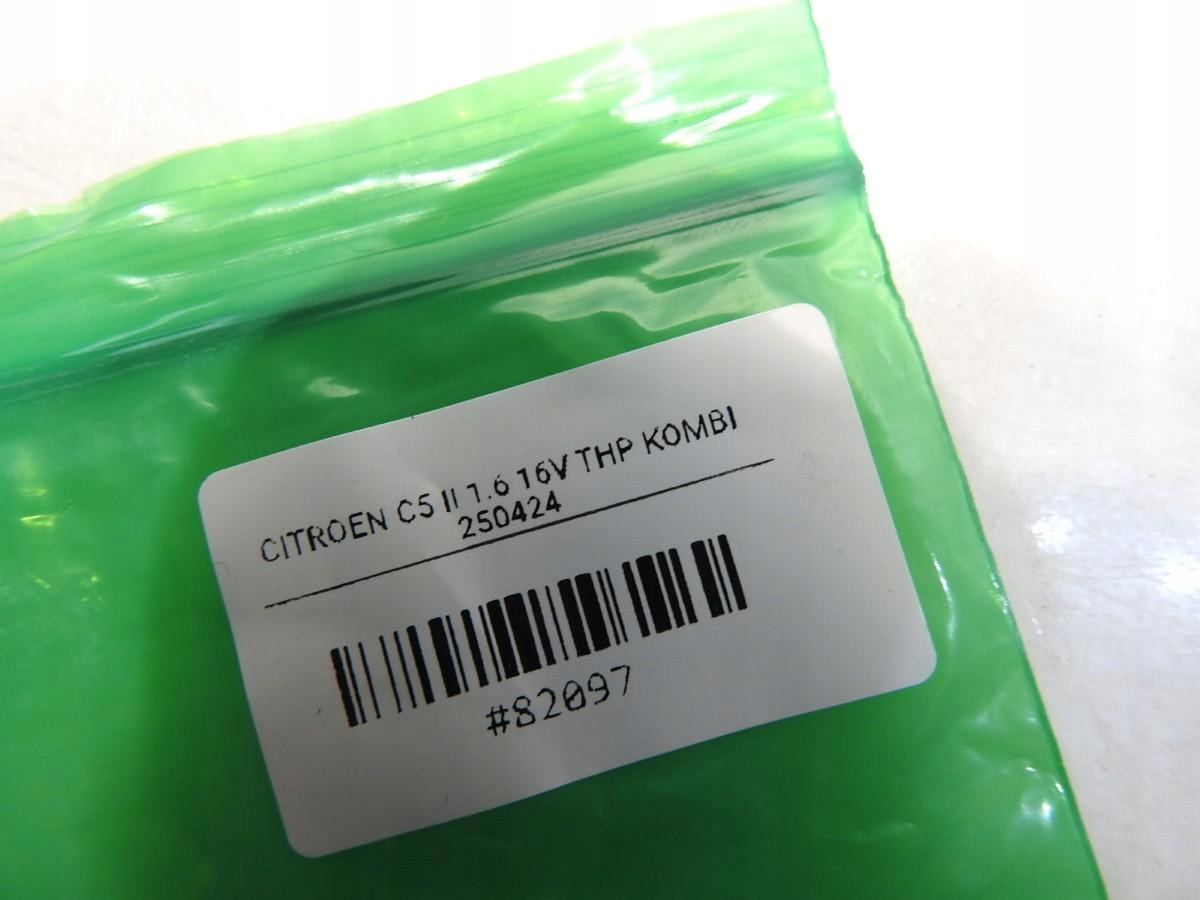 CITROEN C5 II 1.6 16V THP KOMBI
250424
#82097